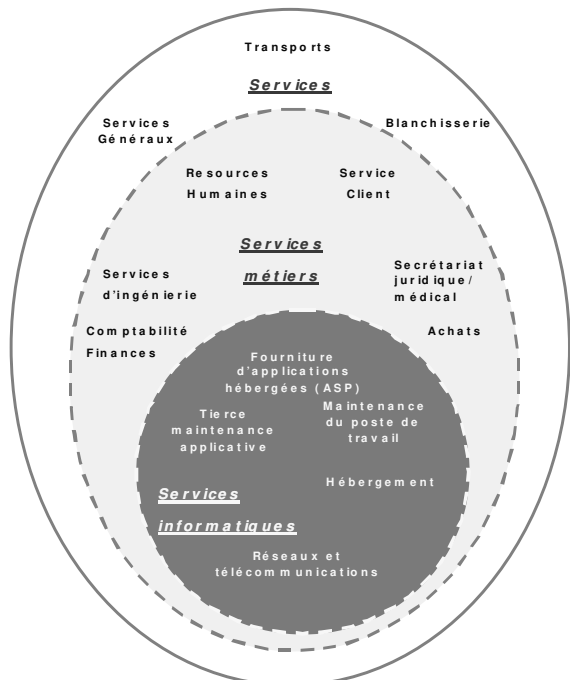 Transports
Services
Services
Généraux
Blanchisserie
Resources
Humaines
Service
Client
Services
métiers
Services
d'ingénierie
Secrétariat
juridique/
médical
Comptabilité
Finances
Achats
Fourniture
d'applications
hébergées (ASP)
Tierce
maintenance
applicative
Maintenance
du poste de
travail
Hébergement
Services
informatiques
Réseaux et
télécommunications